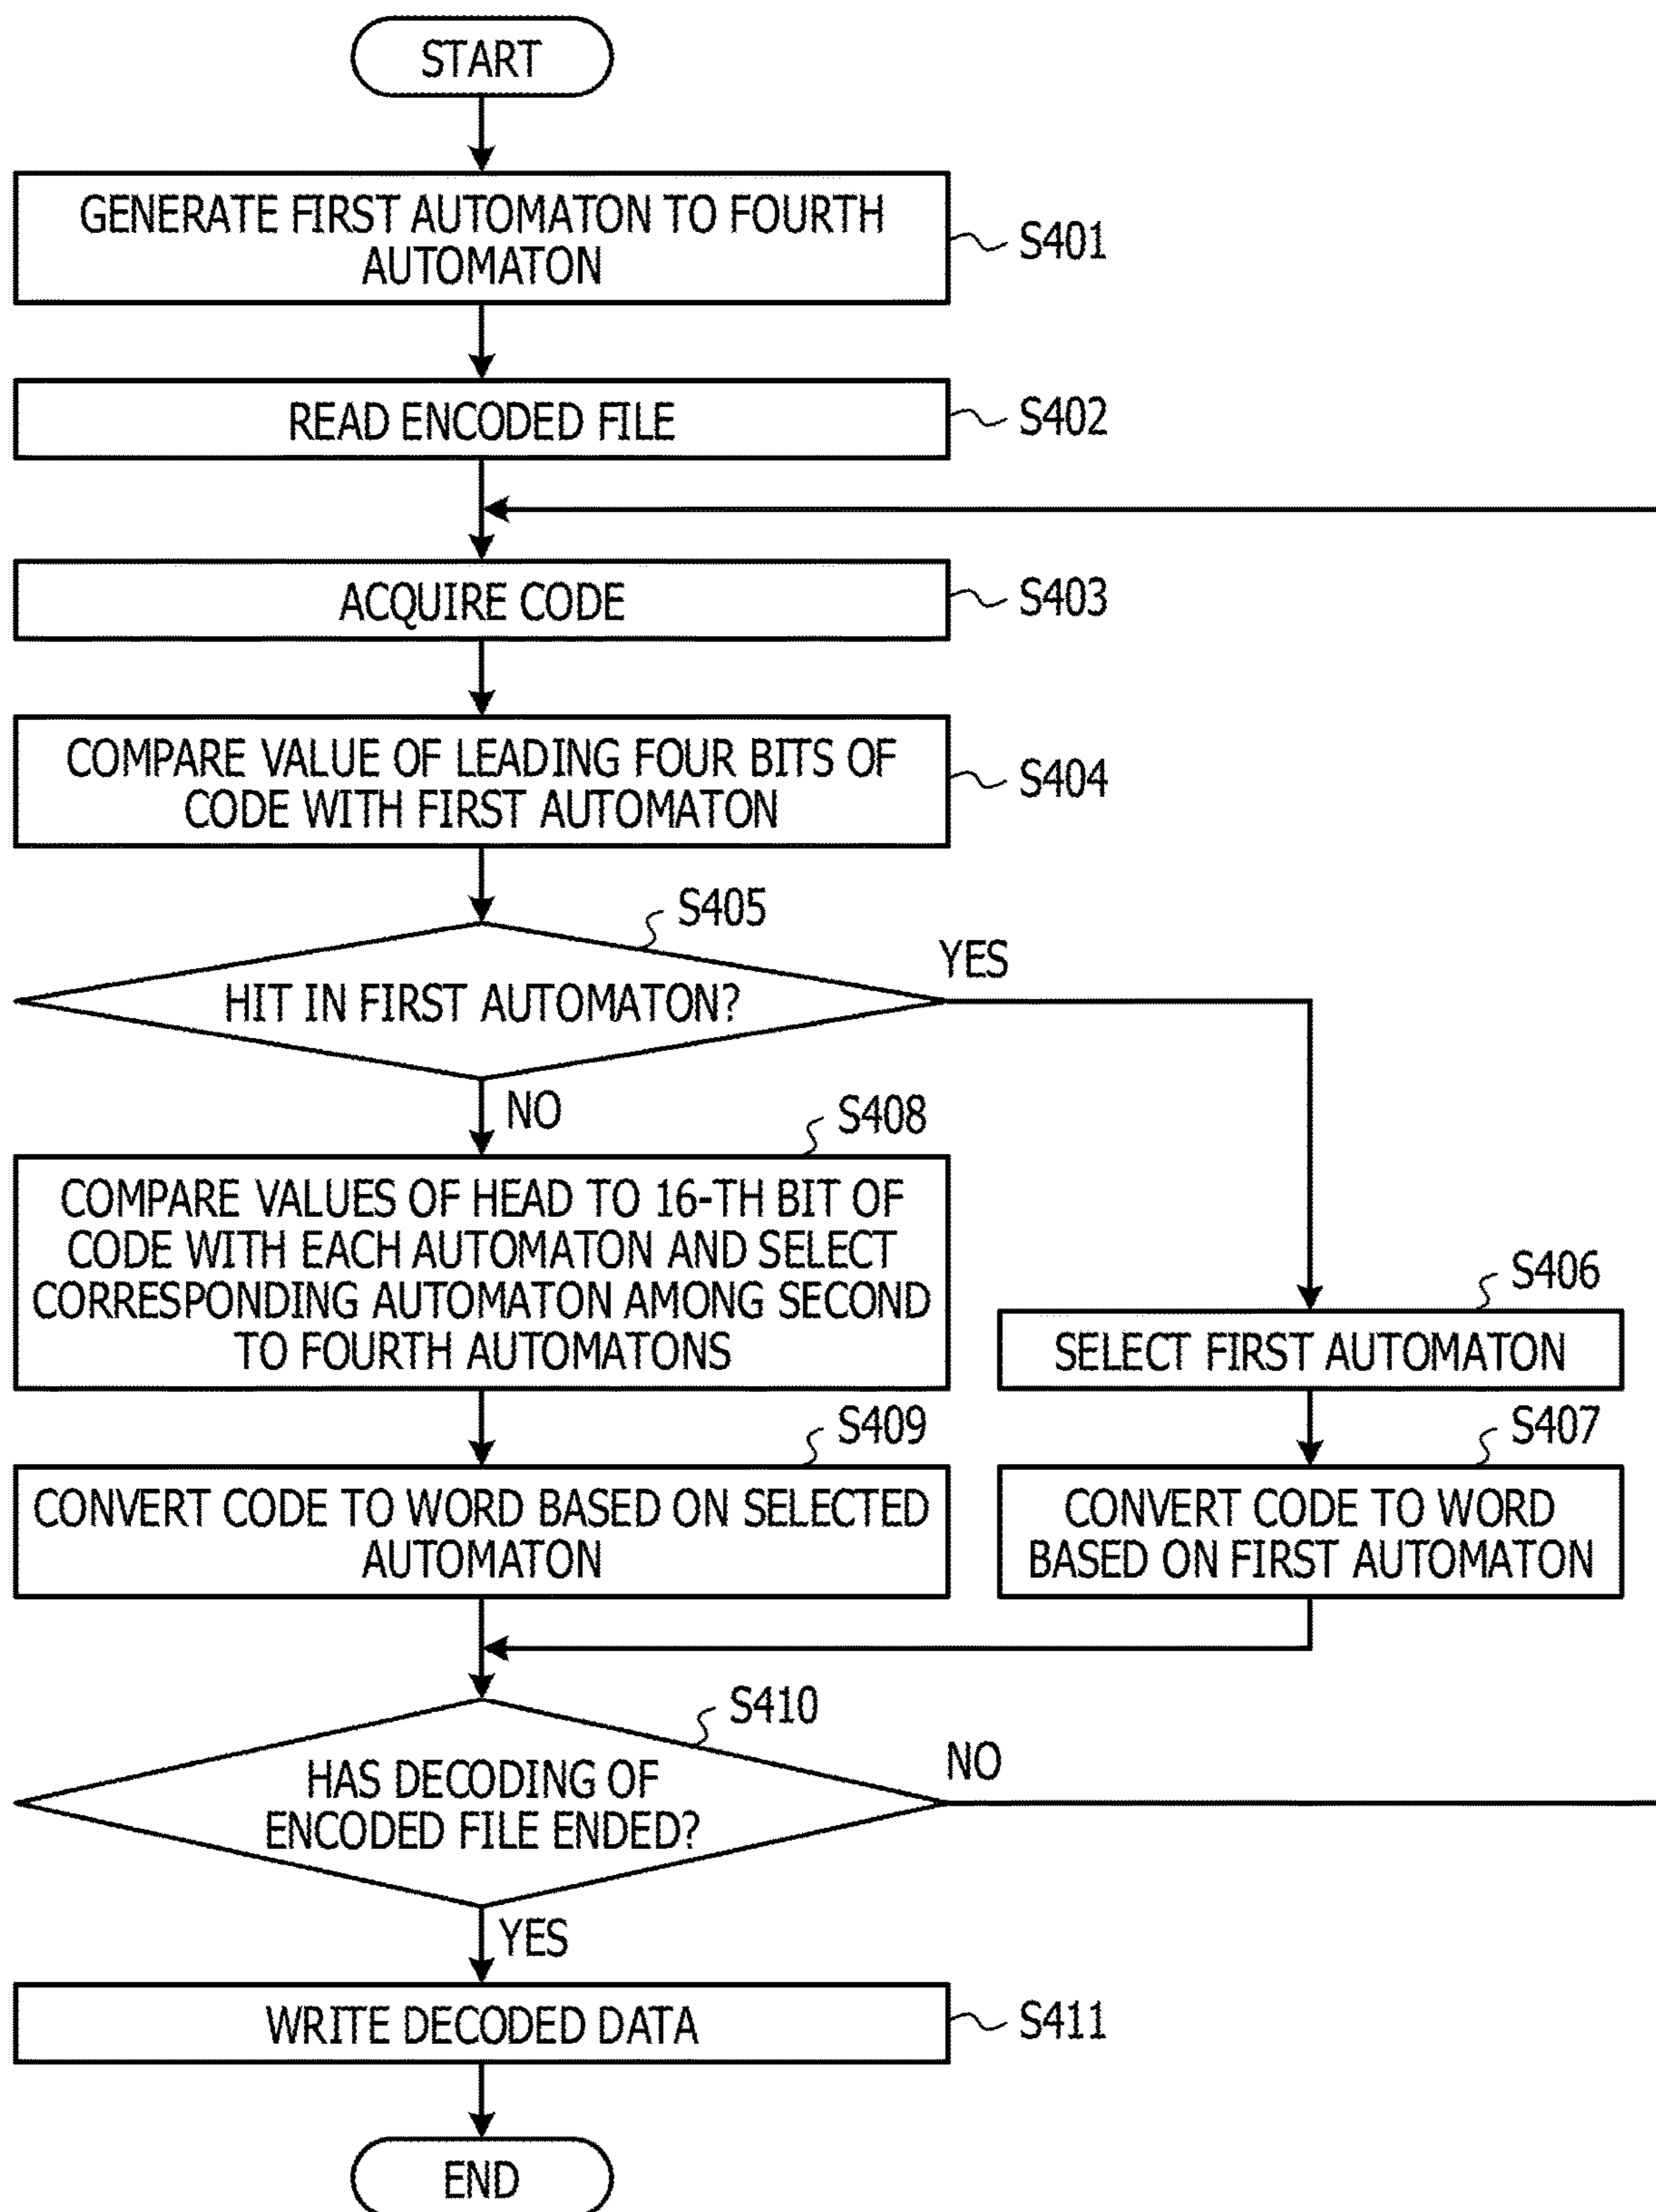 START
GENERATE FIRST AUTOMATON TO FOURTH
AUTOMATON
S401
READ ENCODED FILE
S402
ACQUIRE CODE
S403
COMPARE VALUE OF LEADING FOUR BITS OF
CODE WITH FIRST AUTOMATON
S404
S405
HIT IN FIRST AUTOMATON?
YES
NO
S408
COMPARE VALUES OF HEAD TO 16-TH BIT OF
CODE WITH EACH AUTOMATON AND SELECT
CORRESPONDING AUTOMATON AMONG SECOND
TO FOURTH AUTOMATONS
S406
SELECT FIRST AUTOMATON
S409
CONVERT CODE TO WORD BASED ON SELECTED
AUTOMATON
S407
CONVERT CODE TO WORD
BASED ON FIRST AUTOMATON
S410
HAS DECODING OF
ENCODED FILE ENDED?
NO
YES
WRITE DECODED DATA
S411
END